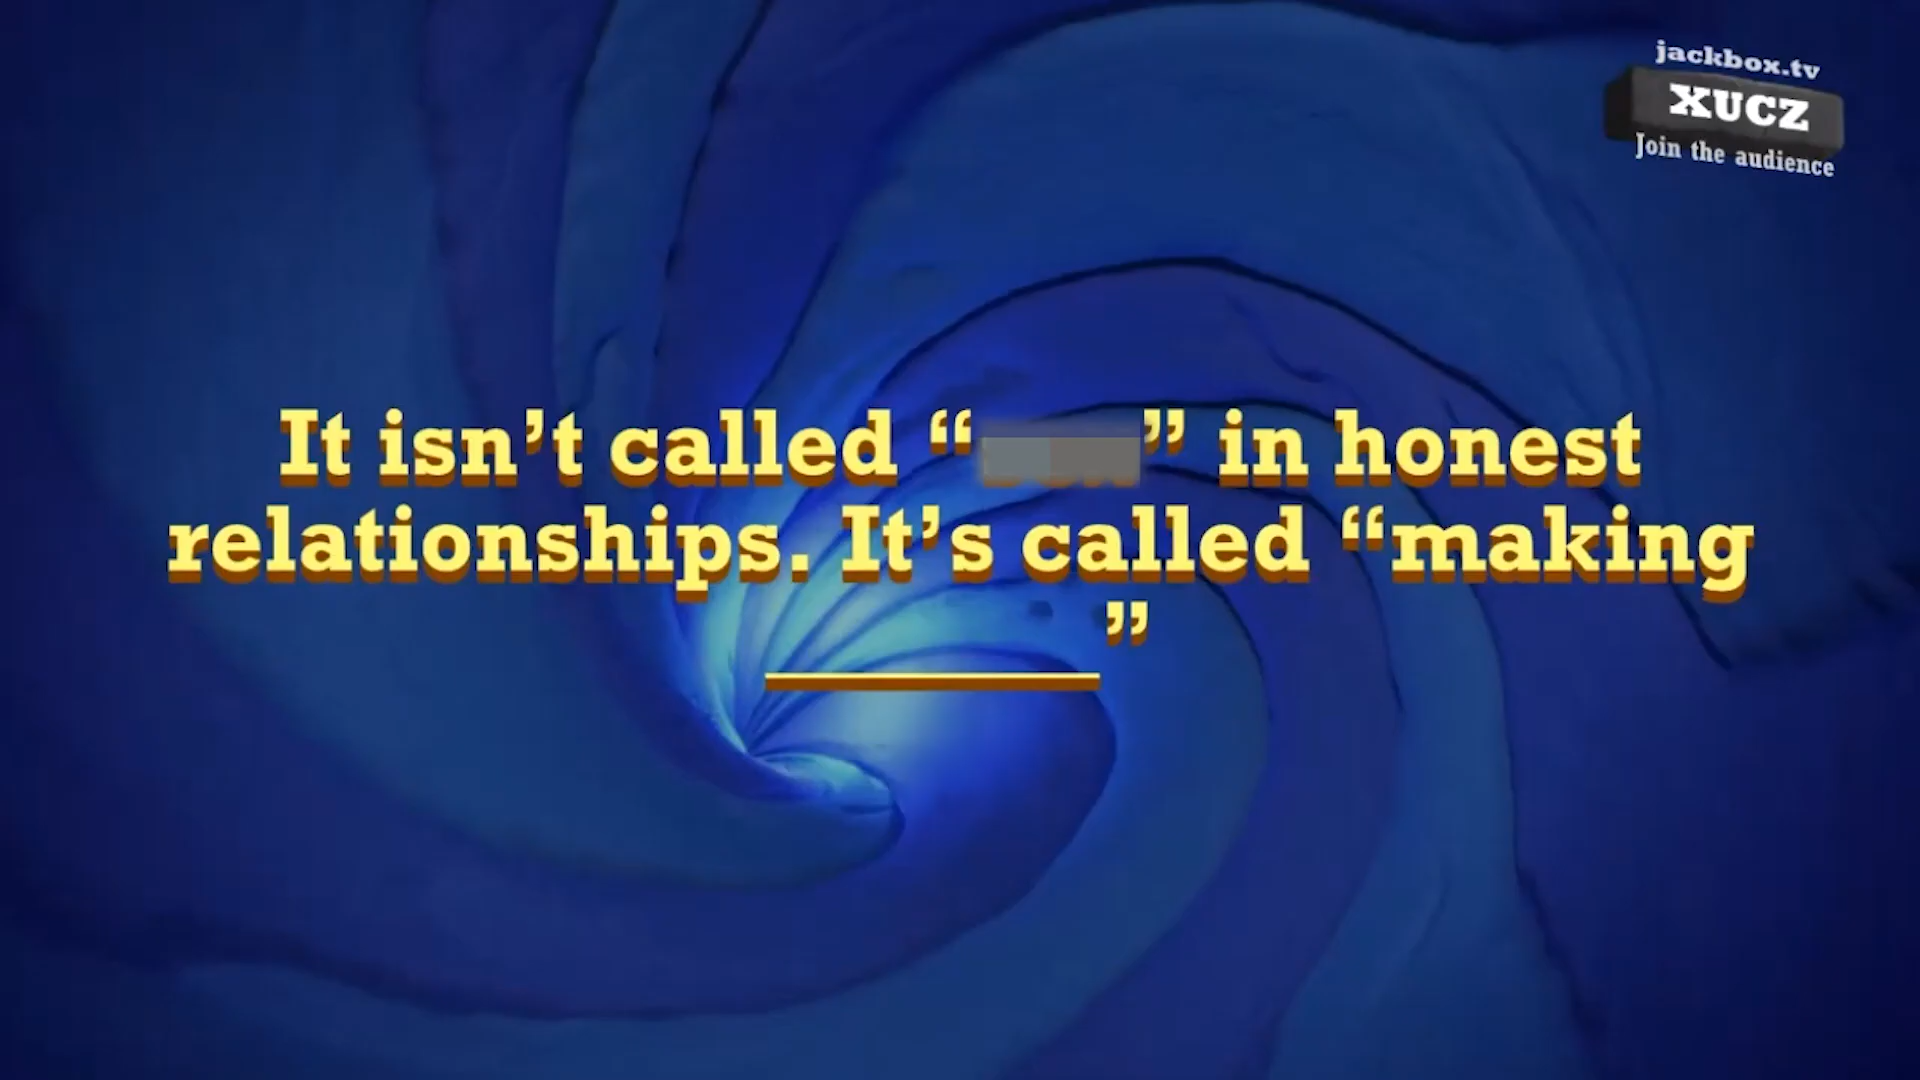 jackbox.tv
XUCZ
Join the audience
It isn’t called “ ” in honest
relationships. It’s called “making
”